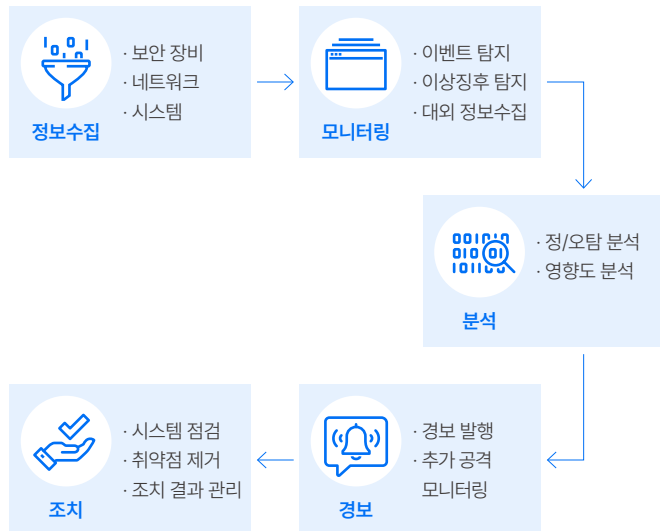 · 보안 장비
· 네트워크
· 시스템
정보수집
· 이벤트 탐지
· 이상징후 탐지
· 대외 정보수집
모니터링
· 정/오탐 분석
· 영향도 분석
분석
· 경보 발행
· 추가 공격
모니터링
경보
· 시스템 점검
· 취약점 제거
· 조치 결과 관리
조치